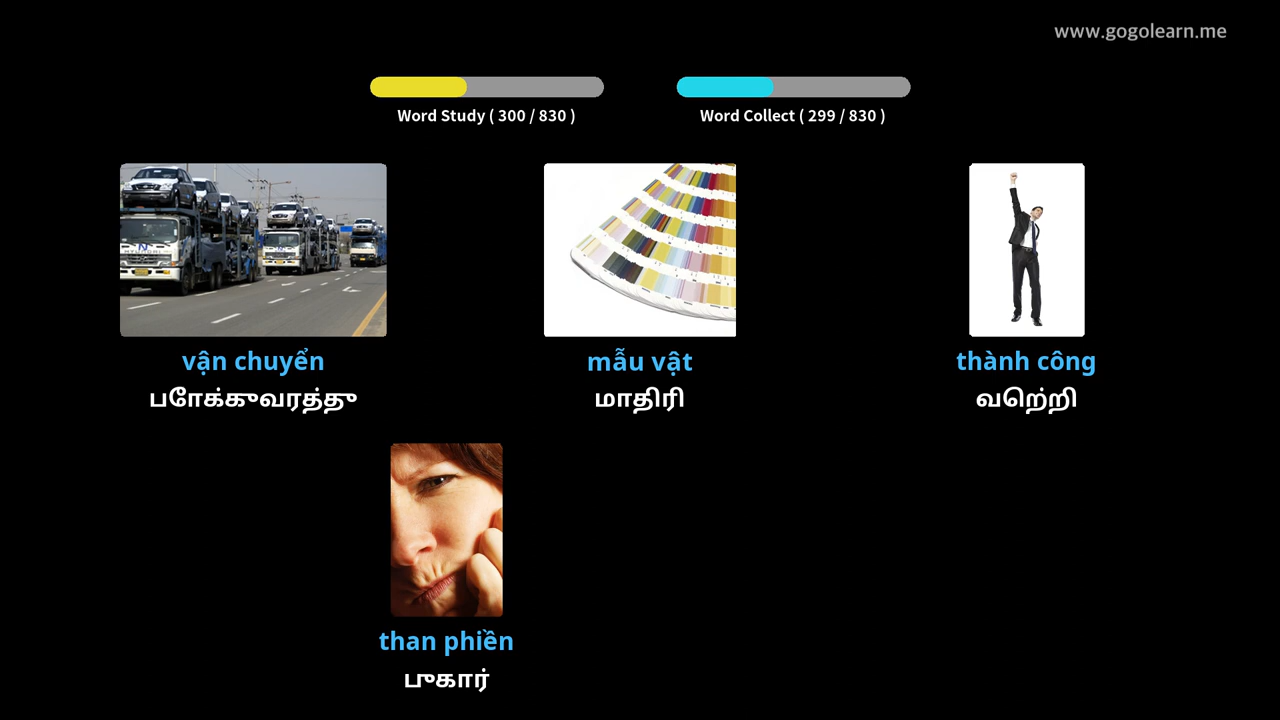 www.gogolearn.me
Word Study ( 300 / 830 )
Word Collect ( 299 / 830 )
vận chuyển
போக்குவரத்து
mẫu vật
மாதிரி
thành công
வெற்றி
than phiền
புகார்